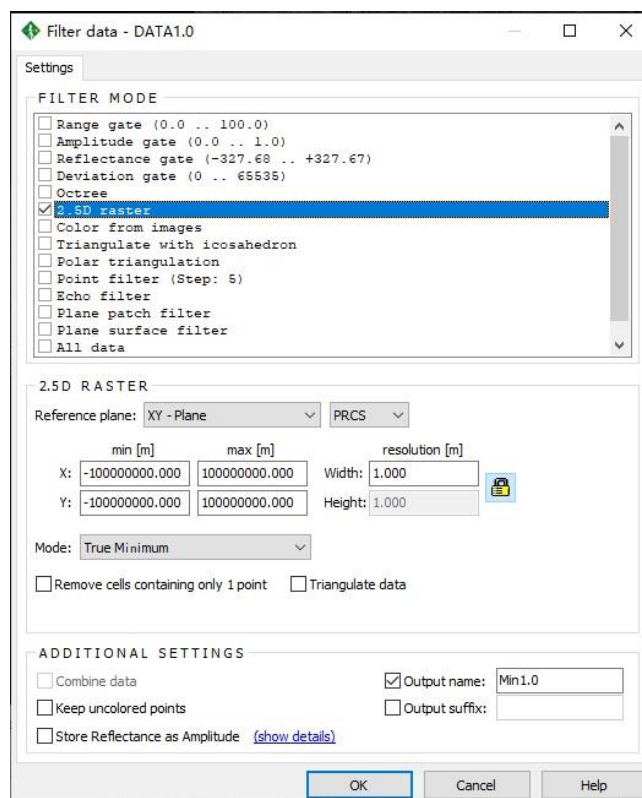 Filter data - DATA1.0
Settings
FILTER MODE
Range gate (0.0 .. 100.0)
Amplitude gate (0.0 .. 1.0)
Reflectance gate (-327.68 .. +327.67)
Deviation gate (0 .. 65535)
Octree
2.5D raster
Color from images
Triangulate with icosahedron
Polar triangulation
Point filter (Step: 5)
Echo filter
Plane patch filter
Plane surface filter
All data
2.5D RASTER
Reference plane: XY - Plane PRCS
min [m] max [m] resolution [m]
X: -100000000.000 100000000.000 Width: 1.000
Y: -100000000.000 100000000.000 Height: 1.000
Mode: True Minimum
Remove cells containing only 1 point Triangulate data
ADDITIONAL SETTINGS
Combine data Output name: Min1.0
Keep uncolored points Output suffix:
Store Reflectance as Amplitude (show details)
OK Cancel Help